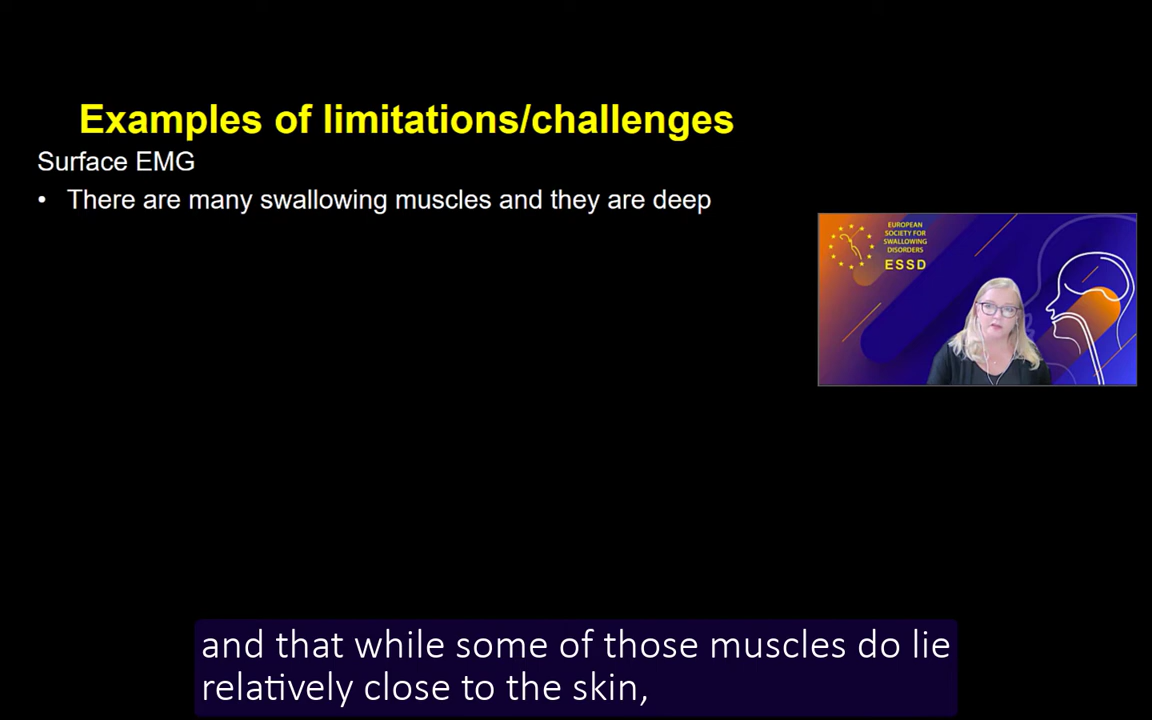 Examples of limitations/challenges
Surface EMG
• There are many swallowing muscles and they are deep
EUROPEAN
SOCIETY FOR
SWALLOWING
DISORDERS
ESSD
and that while some of those muscles do lie
relatively close to the skin,